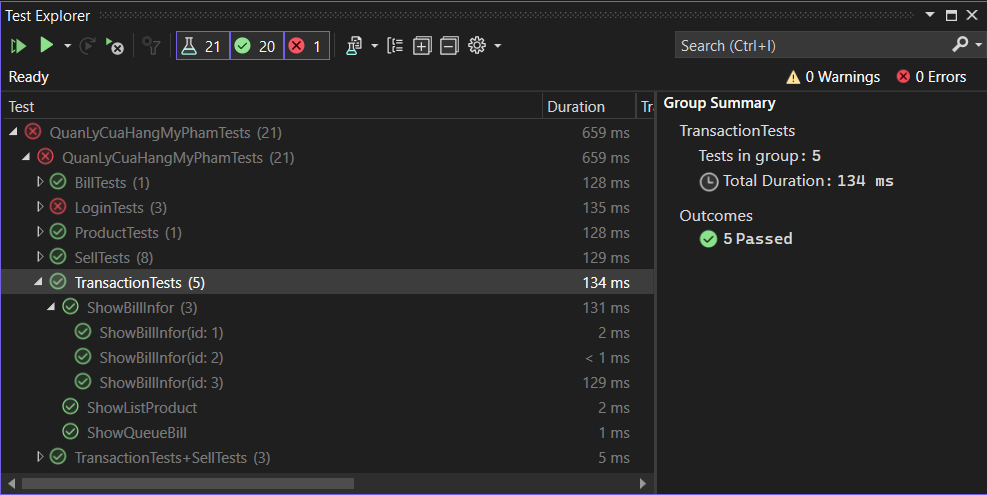 Test Explorer
21 20 1
Search (Ctrl+I)
Ready 0 Warnings 0 Errors
Test Duration Tr
QuanLyCuaHangMyPhamTests (21) 659 ms
QuanLyCuaHangMyPhamTests (21) 659 ms
BillTests (1) 128 ms
LoginTests (3) 135 ms
ProductTests (1) 128 ms
SellTests (8) 129 ms
TransactionTests (5) 134 ms
ShowBillInfor (3) 131 ms
ShowBillInfor(id: 1) 2 ms
ShowBillInfor(id: 2) < 1 ms
ShowBillInfor(id: 3) 129 ms
ShowListProduct 2 ms
ShowQueueBill 1 ms
TransactionTests+SellTests (3) 5 ms
Group Summary
TransactionTests
Tests in group: 5
Total Duration: 134 ms
Outcomes
5 Passed